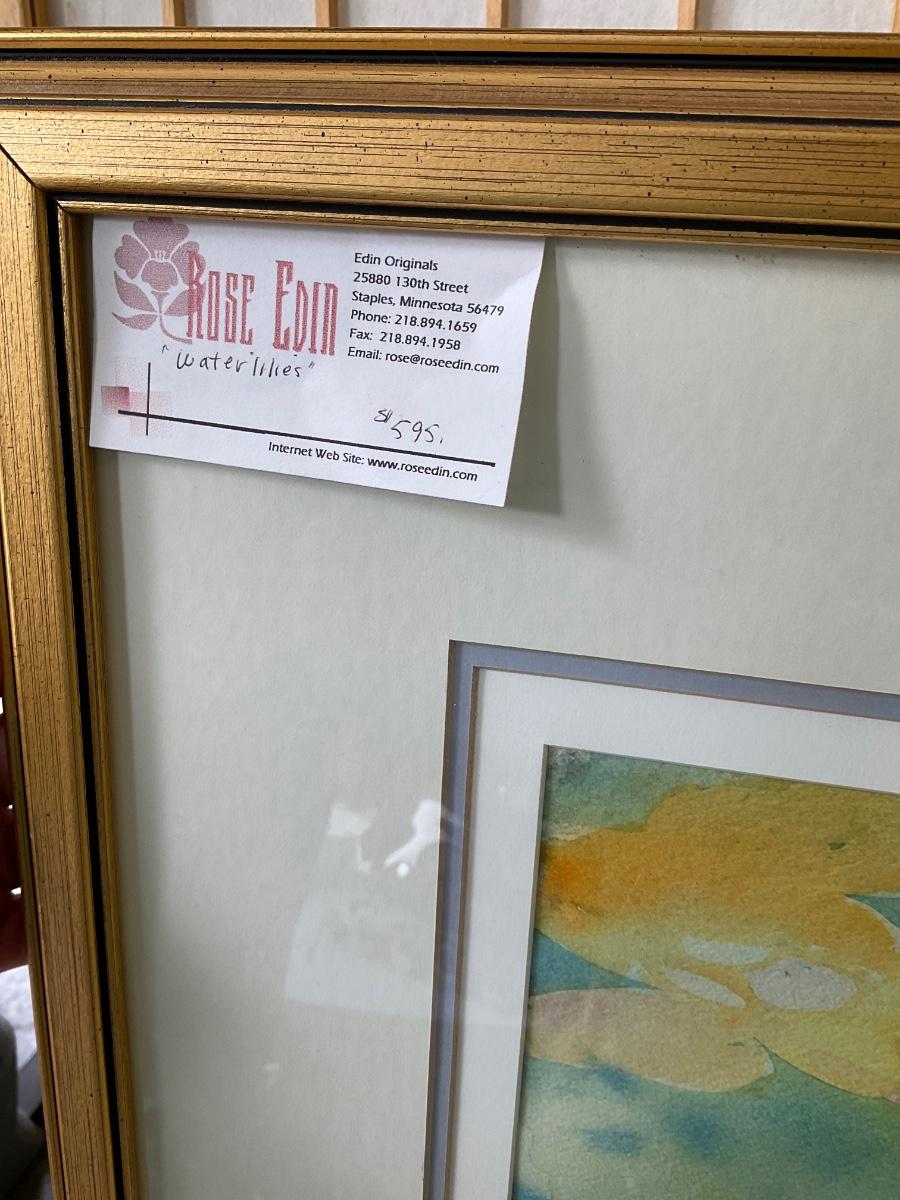 ROSE EDIN
"Waterlilies"
Edin Originals
25880 130th Street
Staples, Minnesota 56479
Phone: 218.894.1659
Fax: 218.894.1958
Email: rose@roseedin.com
$595.
Internet Web Site: www.roseedin.com